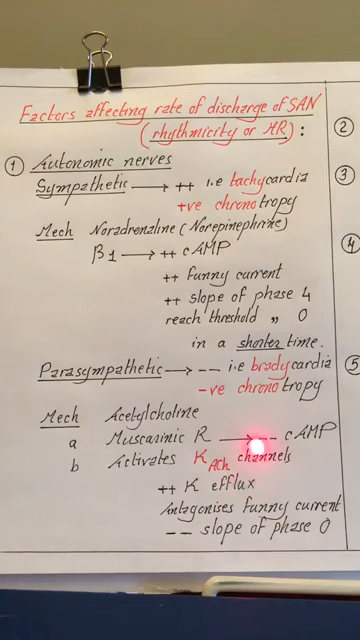 Factors affecting rate of discharge of SAN
(rhythmicity or HR) :
① Autonomic nerves
Sympathetic → ++ i.e tachycardia
+ve chronotropy
Mech Noradrenaline (Norepinephrine)
β1 → ++ cAMP
++ funny current
++ slope of phase 4
reach threshold ,, 0
in a shorter time.
Parasympathetic → -- i.e bradycardia
-ve chronotropy
Mech Acetylcholine
a Muscarinic R → -- cAMP
b Activates K ACh channels
++ K efflux
Antagonises funny current
-- slope of phase 0
②
③
④
⑤